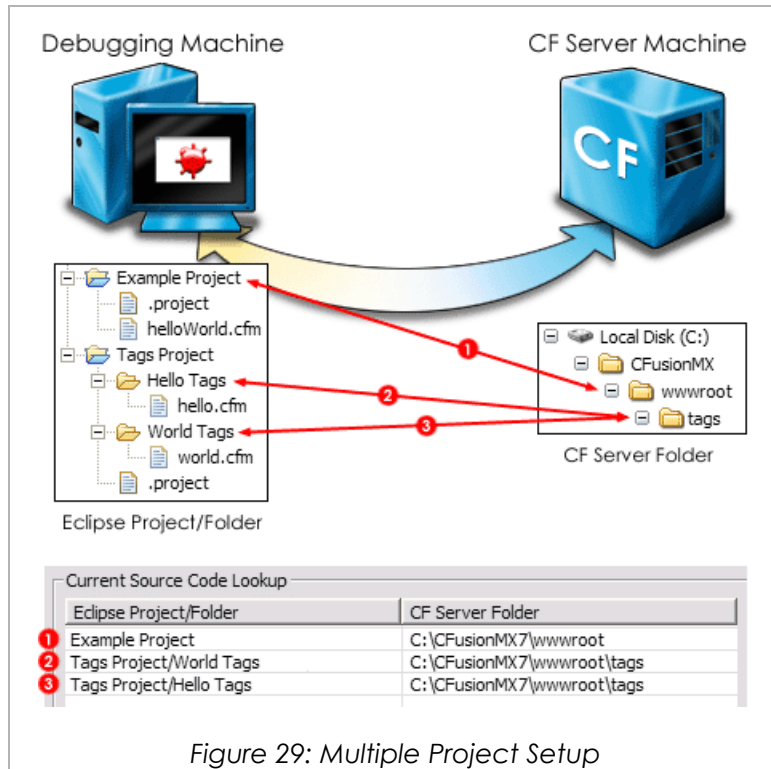 Debugging Machine
CF Server Machine
CF
Example Project
.project
helloWorld.cfm
Tags Project
Hello Tags
hello.cfm
World Tags
world.cfm
.project
Eclipse Project/Folder
1
2
3
Local Disk (C:)
CFusionMX
wwwroot
tags
CF Server Folder
Current Source Code Lookup
Eclipse Project/Folder CF Server Folder
1 Example Project C:\CFusionMX7\wwwroot
2 Tags Project/World Tags C:\CFusionMX7\wwwroot\tags
3 Tags Project/Hello Tags C:\CFusionMX7\wwwroot\tags
Figure 29: Multiple Project Setup